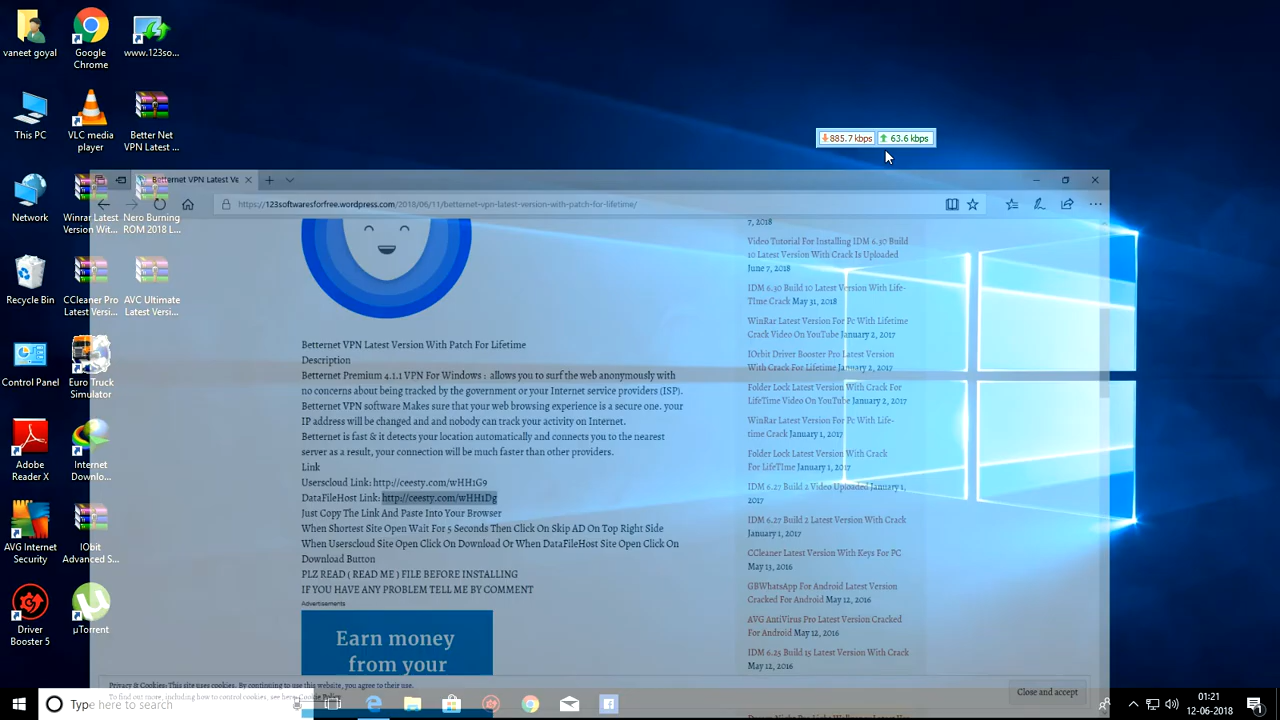 vaneet goyal
Google
Chrome
www.123so...
This PC
VLC media
player
Better Net
VPN Latest ...
Network
Winrar Latest
Version Wit...
Nero Burning
ROM 2018 L...
Recycle Bin
CCleaner Pro
Latest Versi...
AVC Ultimate
Latest Versi...
Control Panel
Euro Truck
Simulator
Adobe
Reader X
Internet
Downloa...
AVG Internet
Security
IObit
Advanced S...
Driver
Booster 5
µTorrent
885.7 kbps
63.6 kbps
Betternet VPN Latest Ve
https://123softwaresforfree.wordpress.com/2018/06/11/betternet-vpn-latest-version-with-patch-for-lifetime/
Betternet VPN Latest Version With Patch For Lifetime
Description
Betternet Premium 4.1.1 VPN For Windows : allows you to surf the web anonymously with
no concerns about being tracked by the government or your Internet service providers (ISP).
Betternet VPN software Makes sure that your web browsing experience is a secure one. your
IP address will be changed and and nobody can track your activity on Internet.
Betternet is fast & it detects your location automatically and connects you to the nearest
server as a result, your connection will be much faster than other providers.
Link
Userscloud Link: http://ceesty.com/wHH1G9
DataFileHost Link: http://ceesty.com/wHH1Dg
Just Copy The Link And Paste Into Your Browser
When Shortest Site Open Wait For 5 Seconds Then Click On Skip AD On Top Right Side
When Userscloud Site Open Click On Download Or When DataFileHost Site Open Click On
Download Button
PLZ READ ( READ ME ) FILE BEFORE INSTALLING
IF YOU HAVE ANY PROBLEM TELL ME BY COMMENT
Advertisements
Earn money
from your
7, 2018
Video Tutorial For Installing IDM 6.30 Build
10 Latest Version With Crack Is Uploaded
June 7, 2018
IDM 6.30 Build 10 Latest Version With Life-
TIme Crack May 31, 2018
WinRar Latest Version For Pc With Lifetime
Crack Video On YouTube January 2, 2017
IOrbit Driver Booster Pro Latest Version
With Crack For Lifetime January 2, 2017
Folder Lock Latest Version With Crack For
LifeTime Video On YouTube January 2, 2017
WinRar Latest Version With Crack For Life-
time Crack January 1, 2017
Folder Lock Latest Version With Crack
For LifeTIme January 1, 2017
IDM 6.27 Build 2 Video Uploaded January 1,
2017
IDM 6.27 Build 2 Latest Version With Crack
January 1, 2017
CCleaner Latest Version With Keys For PC
May 13, 2016
GBWhatsApp For Android Latest Version
Cracked For Android May 12, 2016
AVG AntiVirus Pro Latest Version Cracked
For Android May 12, 2016
IDM 6.25 Build 15 Latest Version With Crack
May 12, 2016
Privacy & Cookies: This site uses cookies. By continuing to use this website, you agree to their use.
To find out more, including how to control cookies, see here: Cookie Policy
Close and accept
Type here to search
01:21
12-06-2018